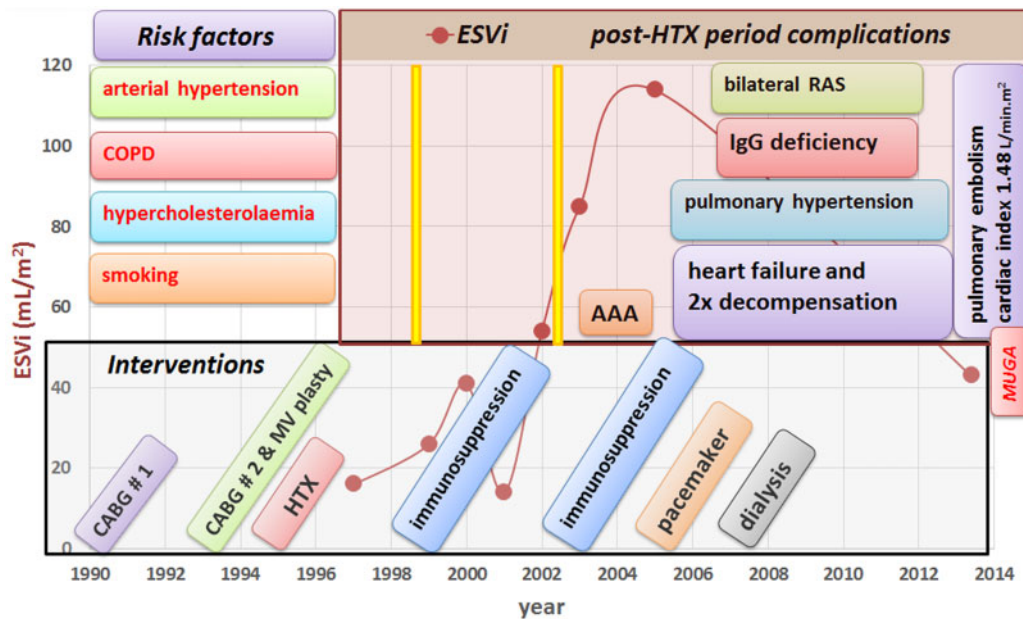 Risk factors
ESVi
post-HTX period complications
arterial hypertension
COPD
hypercholesterolaemia
smoking
bilateral RAS
IgG deficiency
pulmonary hypertension
heart failure and
2x decompensation
AAA
pulmonary embolism
cardiac index 1.48 L/min.m²
MUGA
Interventions
CABG # 1
CABG # 2 & MV plasty
HTX
immunosuppression
immunosuppression
pacemaker
dialysis
ESVi (mL/m²)
120
100
80
60
40
20
0
1990 1992 1994 1996 1998 2000 2002 2004 2006 2008 2010 2012 2014
year